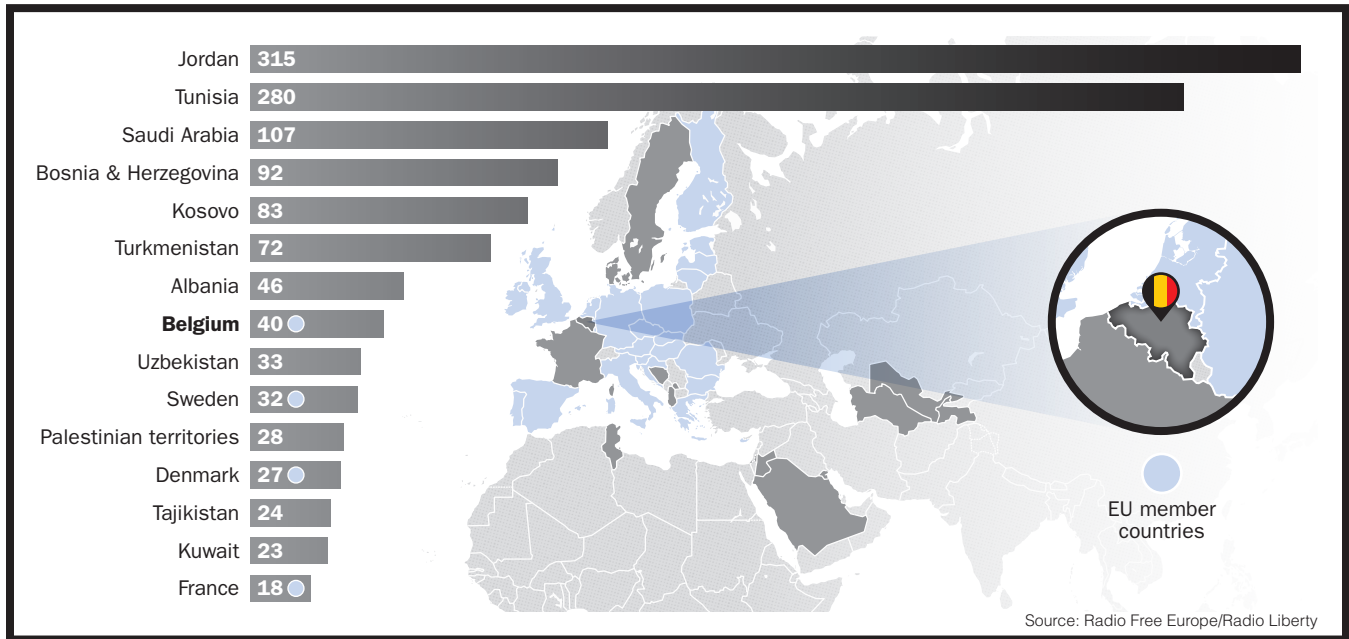 Jordan 315
Tunisia 280
Saudi Arabia 107
Bosnia & Herzegovina 92
Kosovo 83
Turkmenistan 72
Albania 46
Belgium 40
Uzbekistan 33
Sweden 32
Palestinian territories 28
Denmark 27
Tajikistan 24
Kuwait 23
France 18
EU member
countries
Source: Radio Free Europe/Radio Liberty